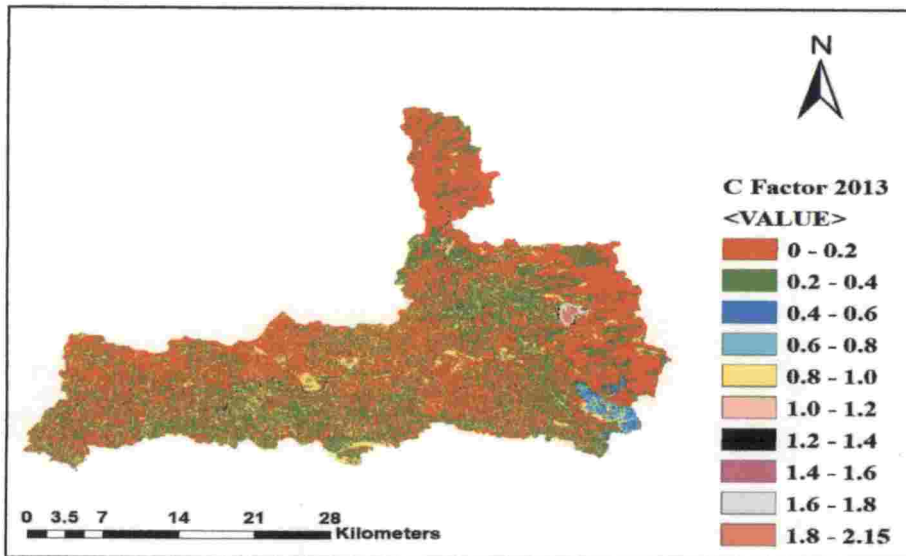 N
C Factor 2013
<VALUE>
0 - 0.2
0.2 - 0.4
0.4 - 0.6
0.6 - 0.8
0.8 - 1.0
1.0 - 1.2
1.2 - 1.4
1.4 - 1.6
1.6 - 1.8
1.8 - 2.15
0 3.5 7 14 21 28
Kilometers